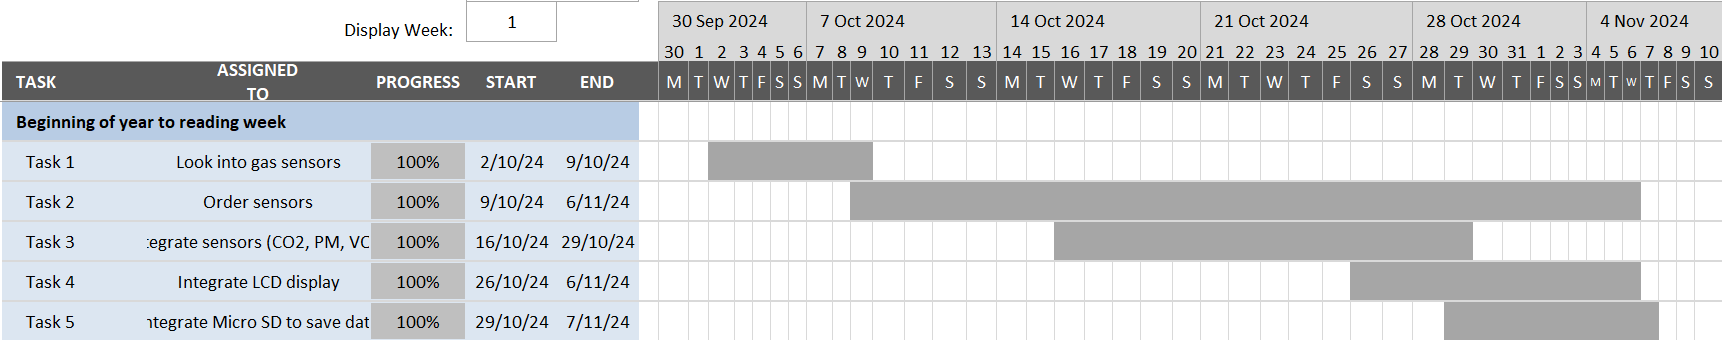 Display Week: 1
30 Sep 2024 7 Oct 2024 14 Oct 2024 21 Oct 2024 28 Oct 2024 4 Nov 2024
30 1 2 3 4 5 6 7 8 9 10 11 12 13 14 15 16 17 18 19 20 21 22 23 24 25 26 27 28 29 30 31 1 2 3 4 5 6 7 8 9 10
TASK ASSIGNED TO PROGRESS START END M T W T F S S M T W T F S S M T W T F S S M T W T F S S M T W T F S S M T W T F S S
Beginning of year to reading week
Task 1 Look into gas sensors 100% 2/10/24 9/10/24
Task 2 Order sensors 100% 9/10/24 6/11/24
Task 3 tegrate sensors (CO2, PM, VC 100% 16/10/24 29/10/24
Task 4 Integrate LCD display 100% 26/10/24 6/11/24
Task 5 ntegrate Micro SD to save dat 100% 29/10/24 7/11/24